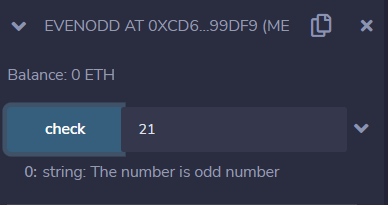 EVENODD AT 0XCD6...99DF9 (ME
Balance: 0 ETH
check 21
0: string: The number is odd number